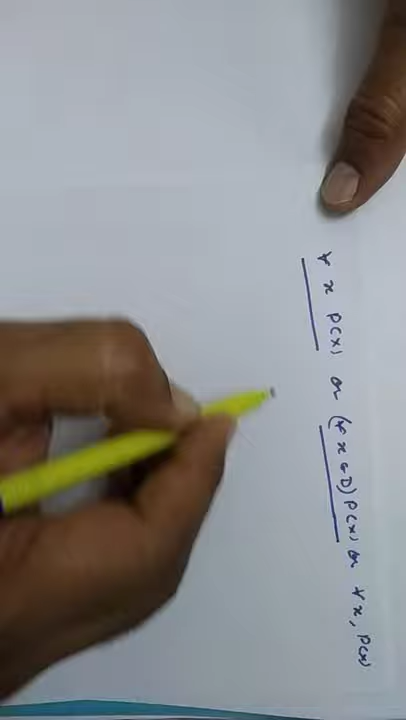 ∀ x P(x) or (∀ x ∈ D) P(x) or ∀ x, P(x)